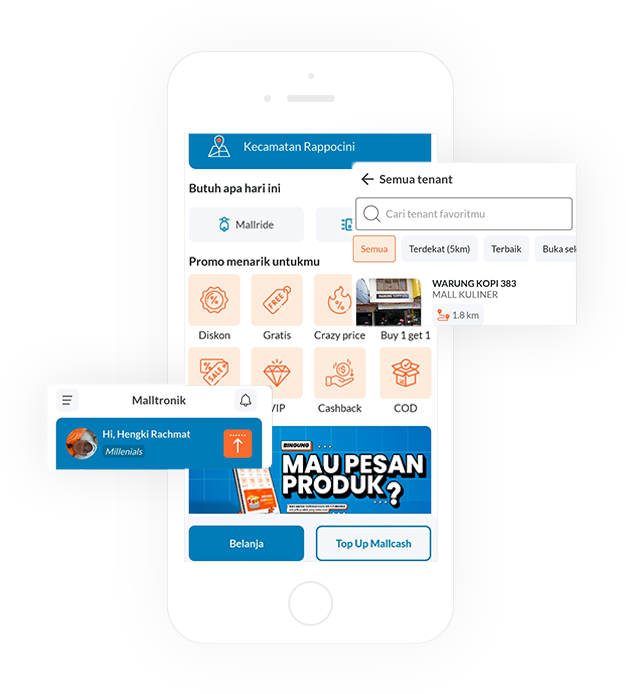 Kecamatan Rappocini
Butuh apa hari ini
Mallride
Promo menarik untukmu
Diskon
Gratis
Crazy price
Buy 1 get 1
VIP
Cashback
COD
FREE
SALE
Semua tenant
Cari tenant favoritmu
Semua
Terdekat (5km)
Terbaik
Buka sel
WARUNG KOPI 383
MALL KULINER
1.8 km
Malltronik
Hi, Hengki Rachmat
Millenials
BINGUNG
MAU PESAN
PRODUK?
Belanja
Top Up Mallcash